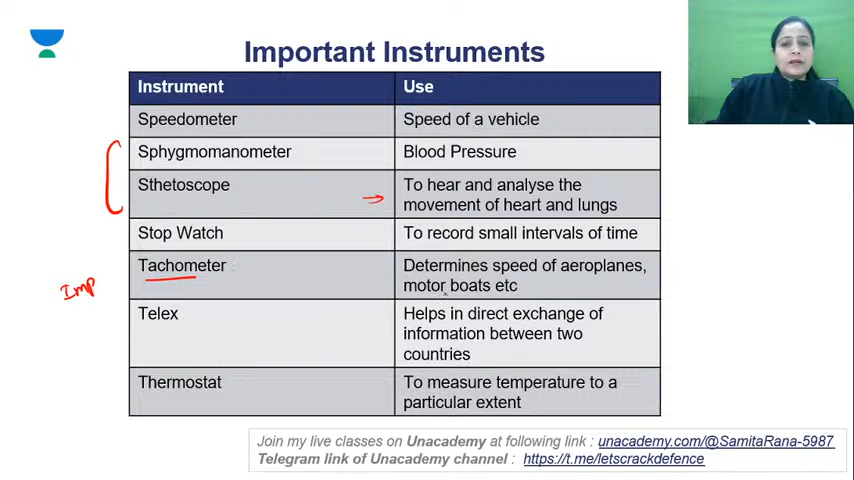 Important Instruments
Instrument Use
Speedometer Speed of a vehicle
Sphygmomanometer Blood Pressure
Sthetoscope To hear and analyse the
movement of heart and lungs
Stop Watch To record small intervals of time
Tachometer Determines speed of aeroplanes,
motor boats etc
Imp
Telex Helps in direct exchange of
information between two
countries
Thermostat To measure temperature to a
particular extent
Join my live classes on Unacademy at following link : unacademy.com/@SamitaRana-5987
Telegram link of Unacademy channel : https://t.me/letscrackdefence